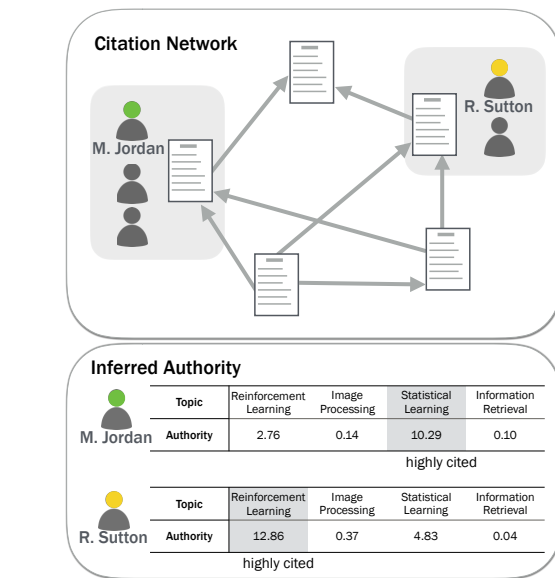 Citation Network
R. Sutton
M. Jordan
Inferred Authority
M. Jordan
Topic Reinforcement Learning Image Processing Statistical Learning Information Retrieval
Authority 2.76 0.14 10.29 0.10
highly cited
R. Sutton
Topic Reinforcement Learning Image Processing Statistical Learning Information Retrieval
Authority 12.86 0.37 4.83 0.04
highly cited